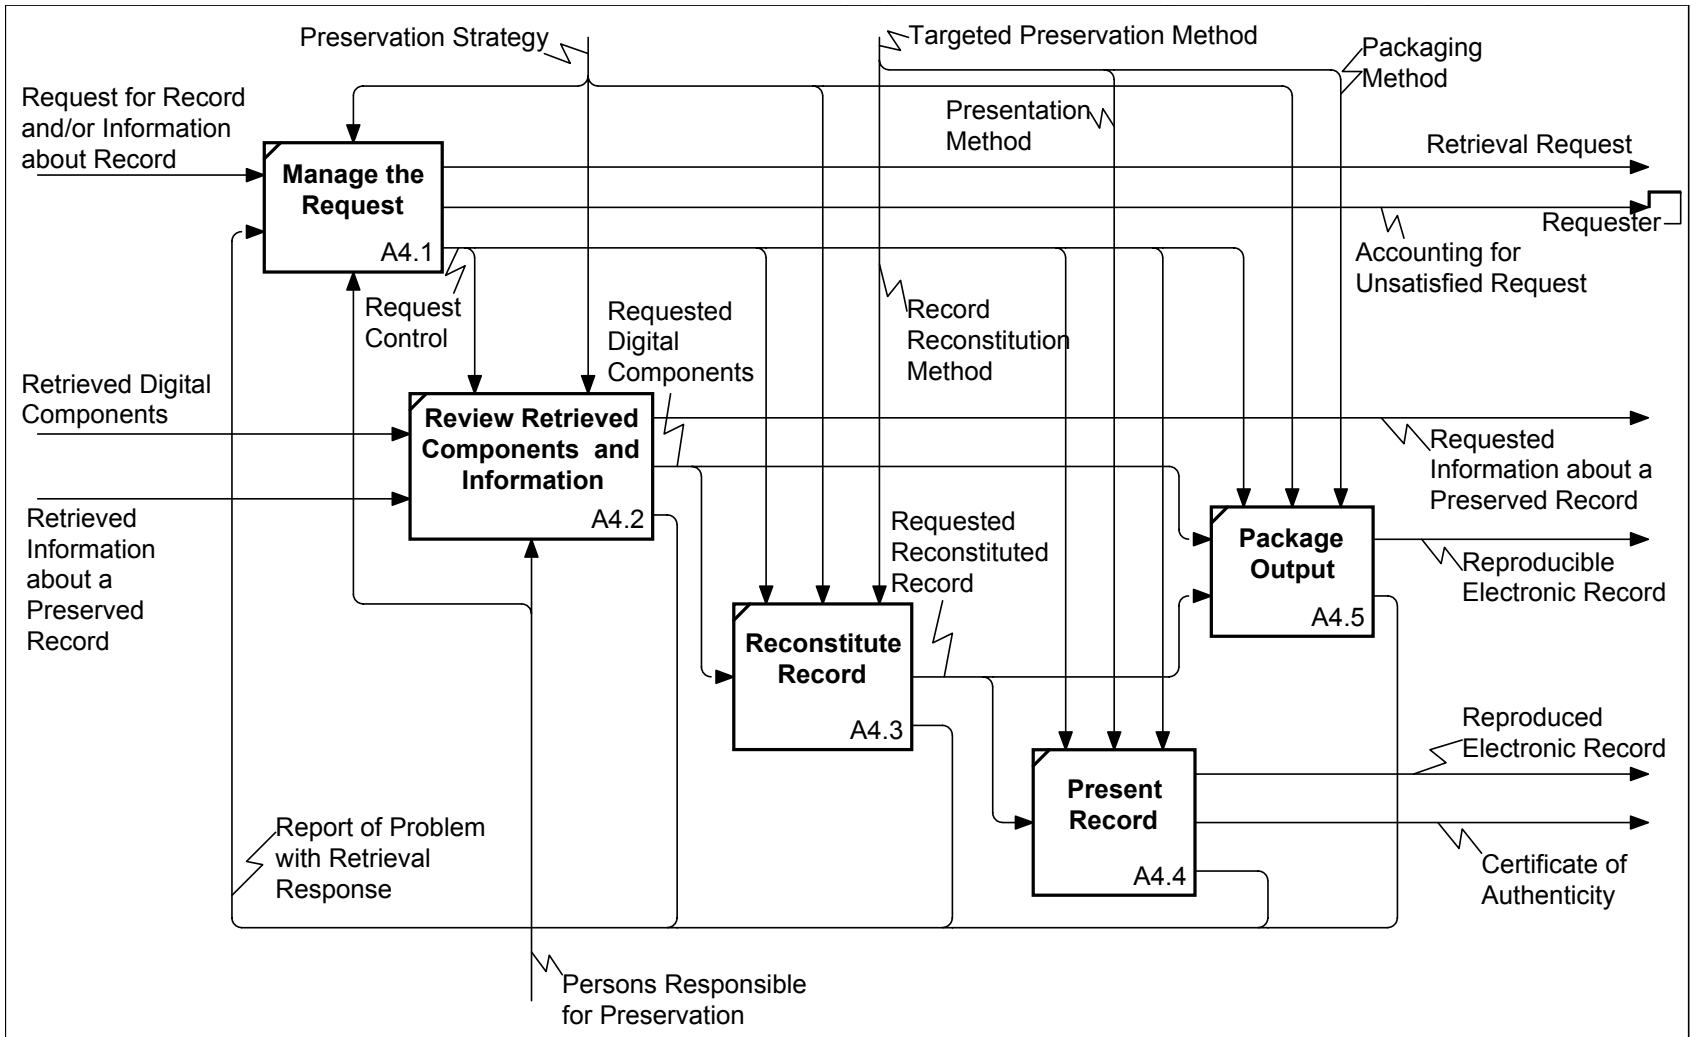 Preservation Strategy
Targeted Preservation Method
Packaging
Method
Request for Record
and/or Information
about Record
Presentation
Method
Retrieval Request
Manage the
Request
A4.1
Requester
Accounting for
Unsatisfied Request
Request
Control
Requested
Digital
Components
Record
Reconstitution
Method
Retrieved Digital
Components
Review Retrieved
Components and
Information
A4.2
Requested
Information about a
Preserved Record
Retrieved
Information
about a
Preserved
Record
Requested
Reconstituted
Record
Package
Output
A4.5
Reproducible
Electronic Record
Reconstitute
Record
A4.3
Reproduced
Electronic Record
Present
Record
A4.4
Report of Problem
with Retrieval
Response
Certificate of
Authenticity
Persons Responsible
for Preservation